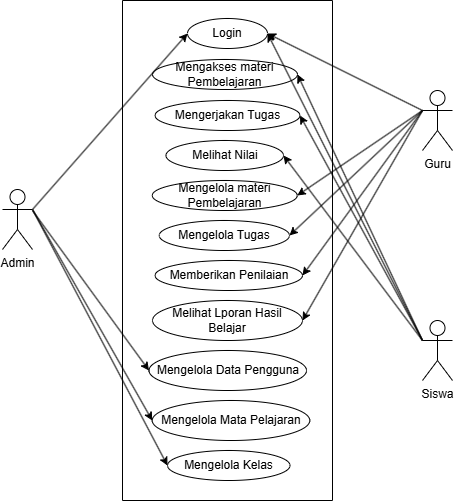 Login
Mengakses materi
Pembelajaran
Mengerjakan Tugas
Melihat Nilai
Mengelola materi
Pembelajaran
Mengelola Tugas
Memberikan Penilaian
Melihat Lporan Hasil
Belajar
Mengelola Data Pengguna
Mengelola Mata Pelajaran
Mengelola Kelas
Admin
Guru
Siswa